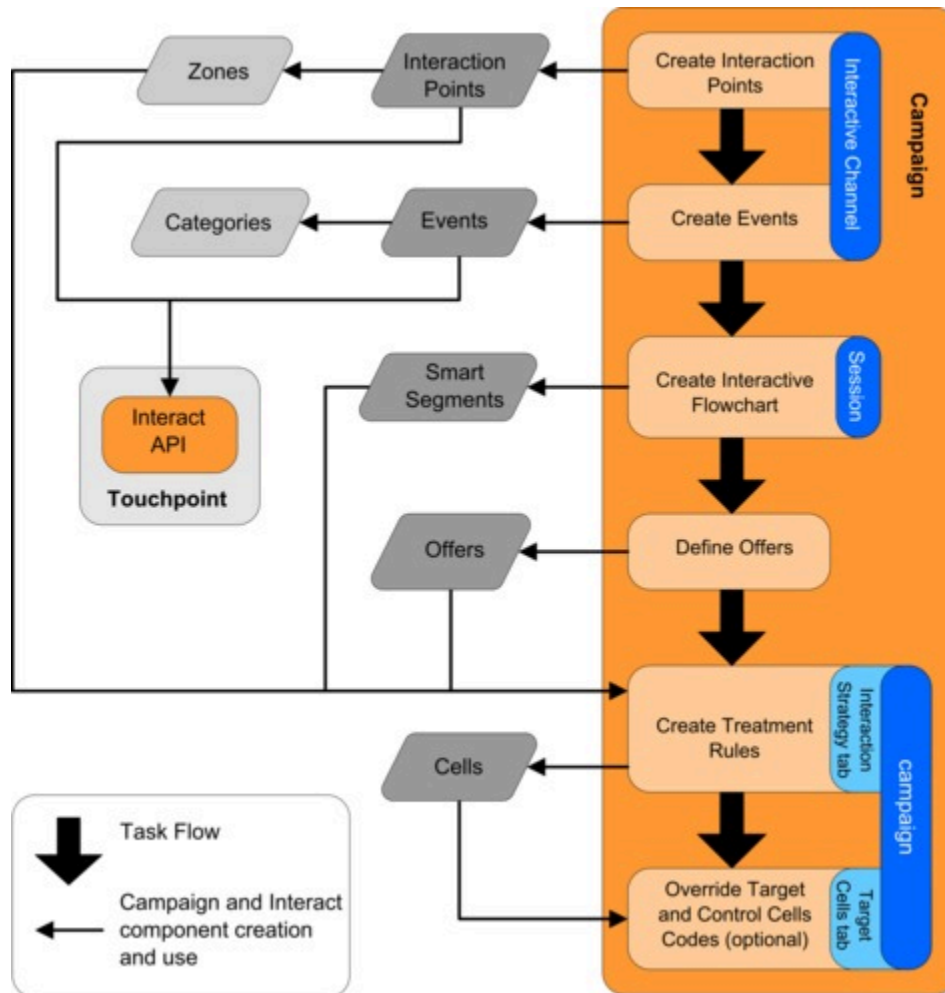 Zones
Interaction
Points
Create Interaction
Points
Interactive Channel
Campaign
Categories
Events
Create Events
Smart
Segments
Create Interactive
Flowchart
Session
Interact
API
Touchpoint
Offers
Define Offers
Create Treatment
Rules
Interaction
Strategy tab
campaign
Cells
Override Target
and Control Cells
Codes (optional)
Target
Cells tab
Task Flow
Campaign and Interact
component creation
and use